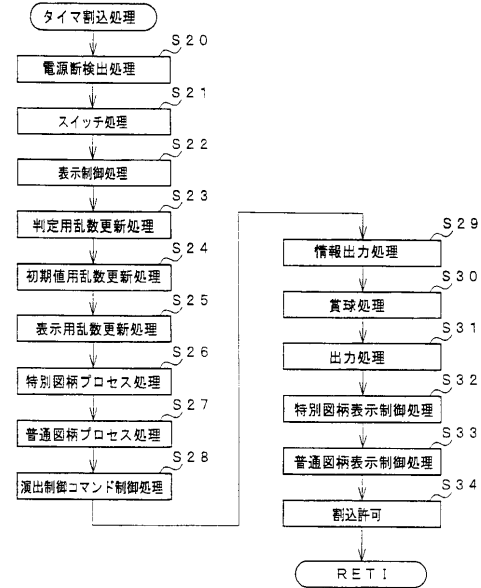 タイマ割込処理
S20
電源断検出処理
S21
スイッチ処理
S22
表示制御処理
S23
判定用乱数更新処理
S24
初期値用乱数更新処理
S25
表示用乱数更新処理
S26
特別図柄プロセス処理
S27
普通図柄プロセス処理
S28
演出制御コマンド制御処理
S29
情報出力処理
S30
賞球処理
S31
出力処理
S32
特別図柄表示制御処理
S33
普通図柄表示制御処理
S34
割込許可
RETI